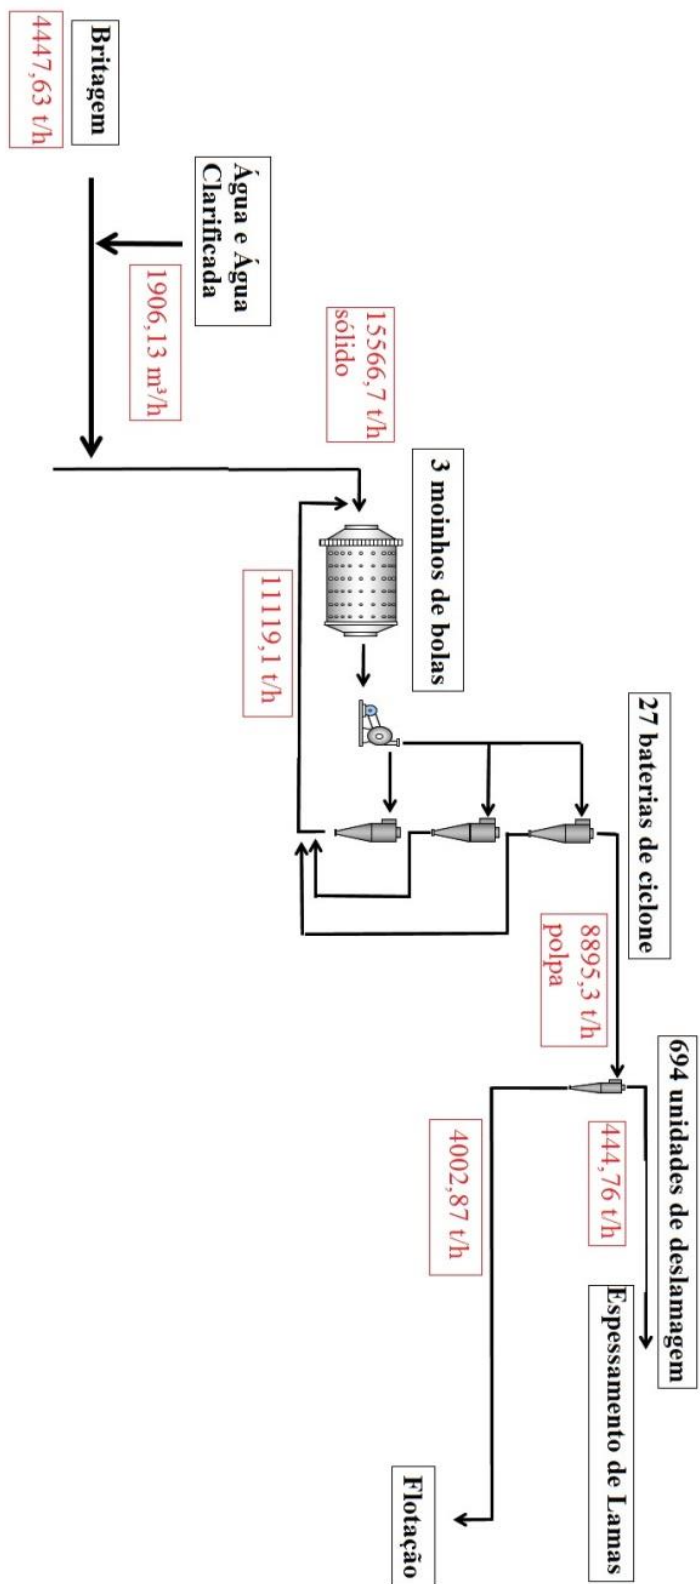 Britagem
4447,63 t/h
Água e Água
Clarificada
1906,13 m³/h
15566,7 t/h
sólido
3 moinhos de bolas
11119,1 t/h
27 baterias de ciclone
8895,3 t/h
polpa
694 unidades de deslamagem
444,76 t/h
4002,87 t/h
Espessamento de Lamas
Flotação